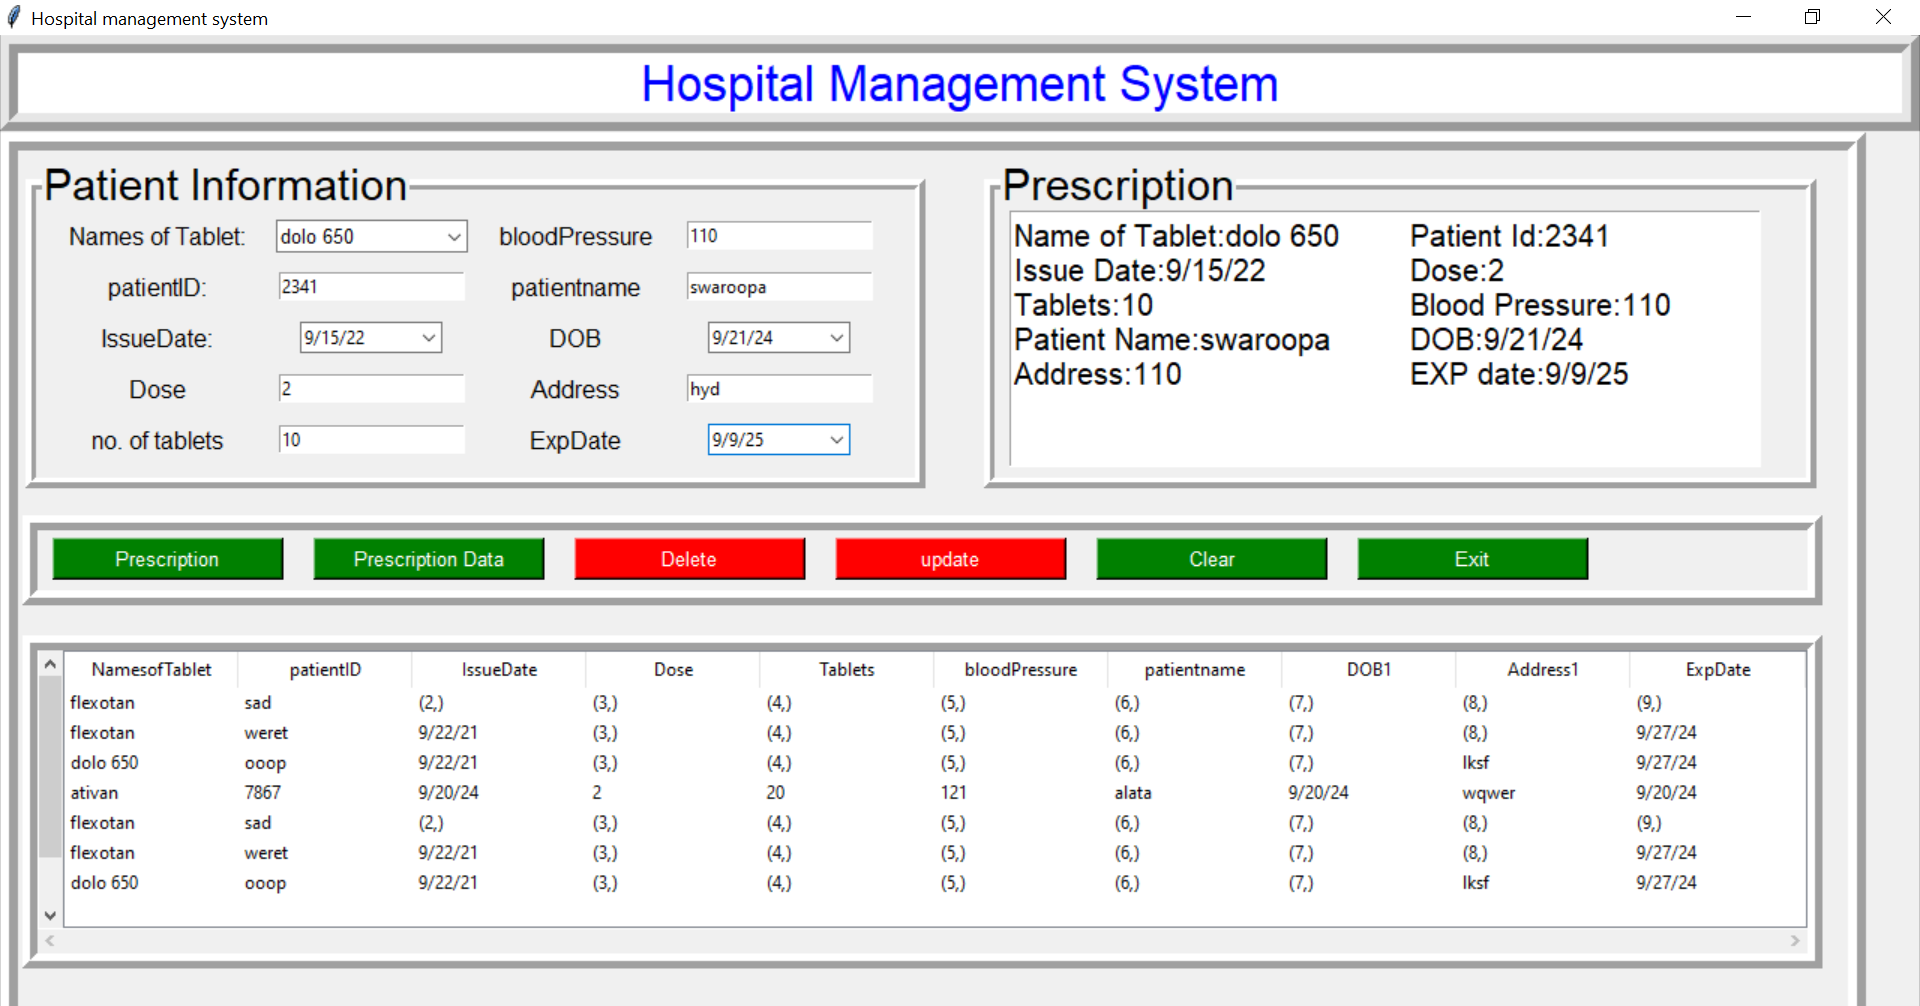 Hospital management system
Hospital Management System
Patient Information
Names of Tablet: dolo 650 bloodPressure 110
patientID: 2341 patientname swaroopa
IssueDate: 9/15/22 DOB 9/21/24
Dose 2 Address hyd
no. of tablets 10 ExpDate 9/9/25
Prescription
Name of Tablet:dolo 650 Patient Id:2341
Issue Date:9/15/22 Dose:2
Tablets:10 Blood Pressure:110
Patient Name:swaroopa DOB:9/21/24
Address:110 EXP date:9/9/25
Prescription Prescription Data Delete update Clear Exit
NamesofTablet patientID IssueDate Dose Tablets bloodPressure patientname DOB1 Address1 ExpDate
flexotan sad (2,) (3,) (4,) (5,) (6,) (7,) (8,) (9,)
flexotan weret 9/22/21 (3,) (4,) (5,) (6,) (7,) (8,) 9/27/24
dolo 650 ooop 9/22/21 (3,) (4,) (5,) (6,) (7,) lksf 9/27/24
ativan 7867 9/20/24 2 20 121 alata 9/20/24 wqwer 9/20/24
flexotan sad (2,) (3,) (4,) (5,) (6,) (7,) (8,) (9,)
flexotan weret 9/22/21 (3,) (4,) (5,) (6,) (7,) (8,) 9/27/24
dolo 650 ooop 9/22/21 (3,) (4,) (5,) (6,) (7,) lksf 9/27/24